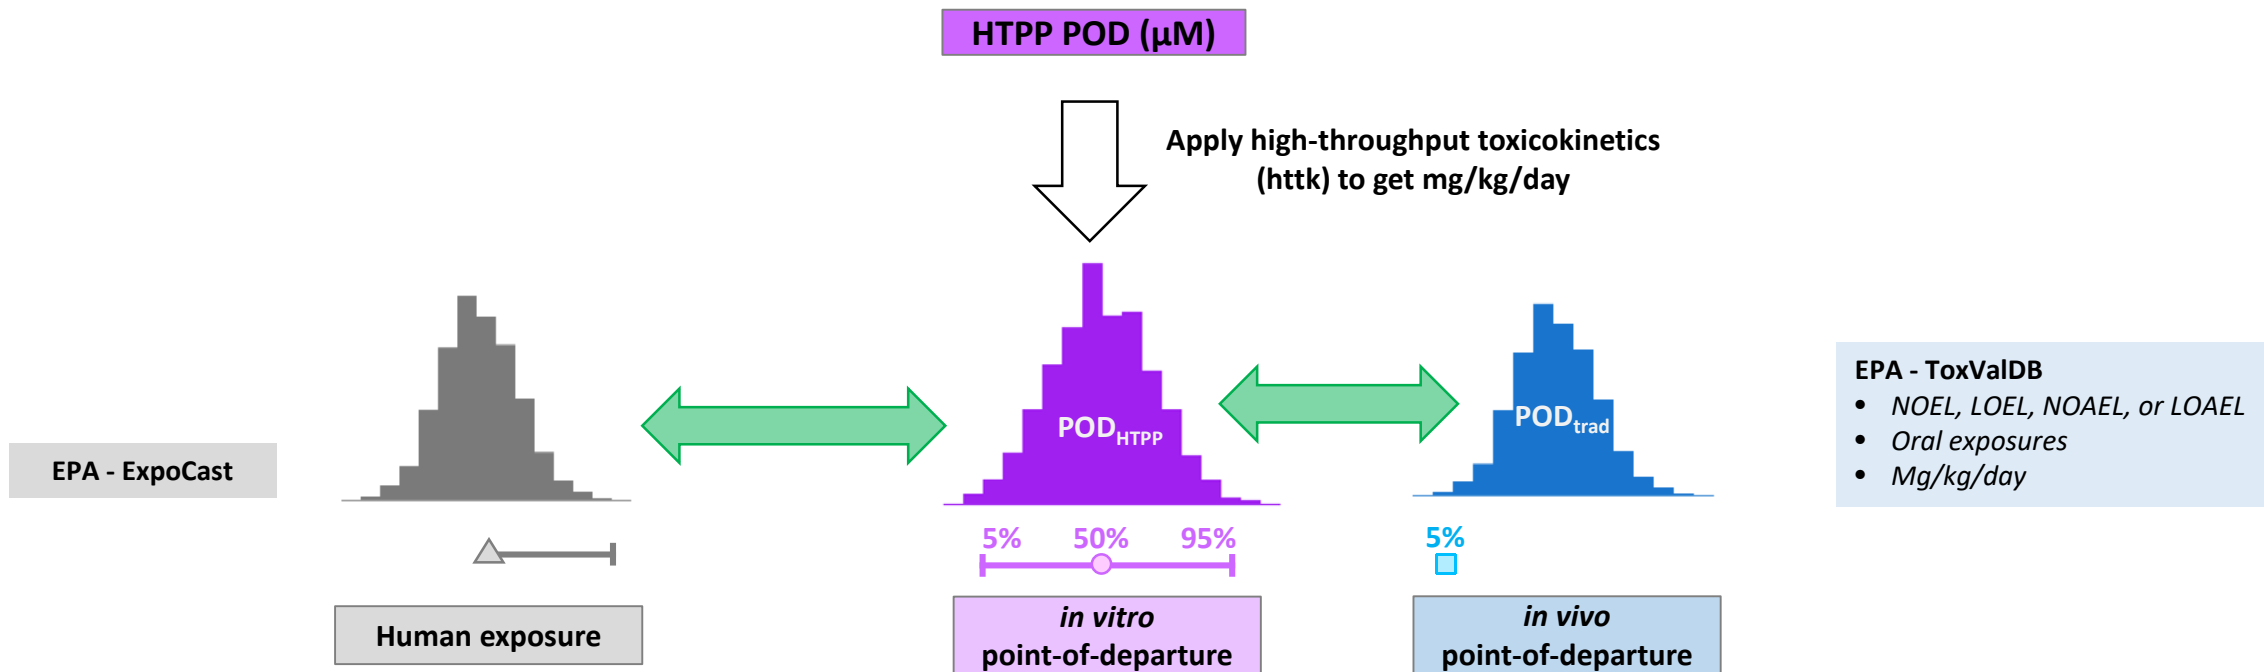 HTPP POD (µM)
Apply high-throughput toxicokinetics
(httk) to get mg/kg/day
EPA - ExpoCast
POD_HTPP
POD_trad
EPA - ToxValDB
• NOEL, LOEL, NOAEL, or LOAEL
• Oral exposures
• Mg/kg/day
5% 50% 95%
5%
Human exposure
in vitro
point-of-departure
in vivo
point-of-departure